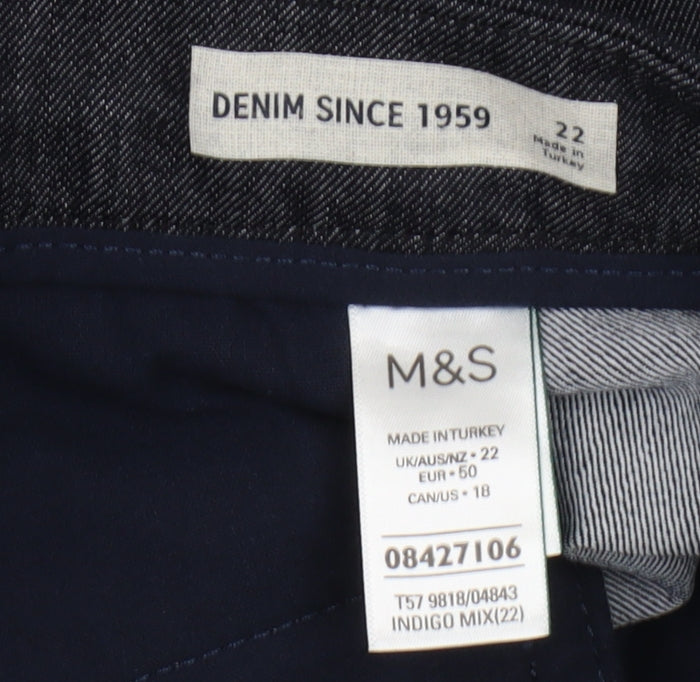 DENIM SINCE 1959
22
Made in
Turkey
M&S
MADE IN TURKEY
UK/AUS/NZ • 22
EUR • 50
CAN/US • 18
08427106
T57 9818/04843
INDIGO MIX(22)